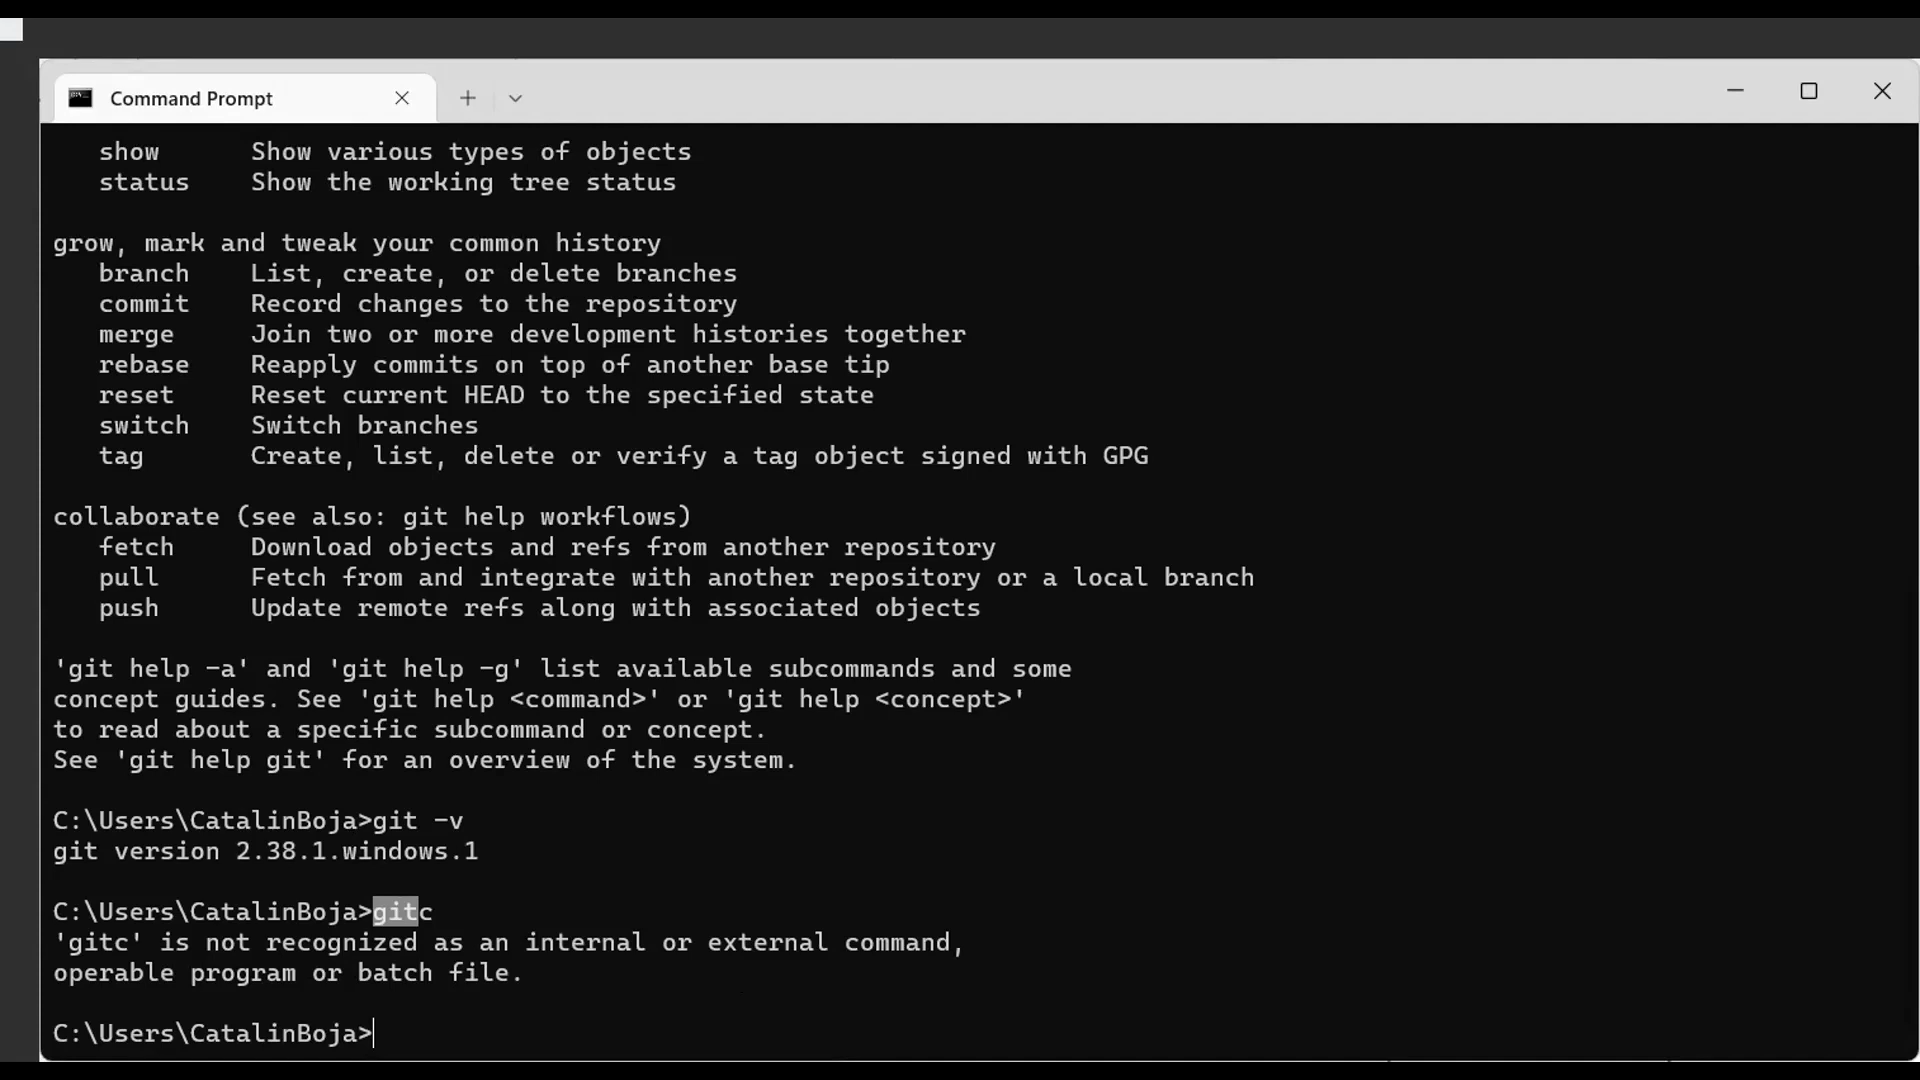 Command Prompt
show Show various types of objects
status Show the working tree status
grow, mark and tweak your common history
branch List, create, or delete branches
commit Record changes to the repository
merge Join two or more development histories together
rebase Reapply commits on top of another base tip
reset Reset current HEAD to the specified state
switch Switch branches
tag Create, list, delete or verify a tag object signed with GPG
collaborate (see also: git help workflows)
fetch Download objects and refs from another repository
pull Fetch from and integrate with another repository or a local branch
push Update remote refs along with associated objects
'git help -a' and 'git help -g' list available subcommands and some
concept guides. See 'git help <command>' or 'git help <concept>'
to read about a specific subcommand or concept.
See 'git help git' for an overview of the system.
C:\Users\CatalinBoja>git -v
git version 2.38.1.windows.1
C:\Users\CatalinBoja>gitc
'gitc' is not recognized as an internal or external command,
operable program or batch file.
C:\Users\CatalinBoja>